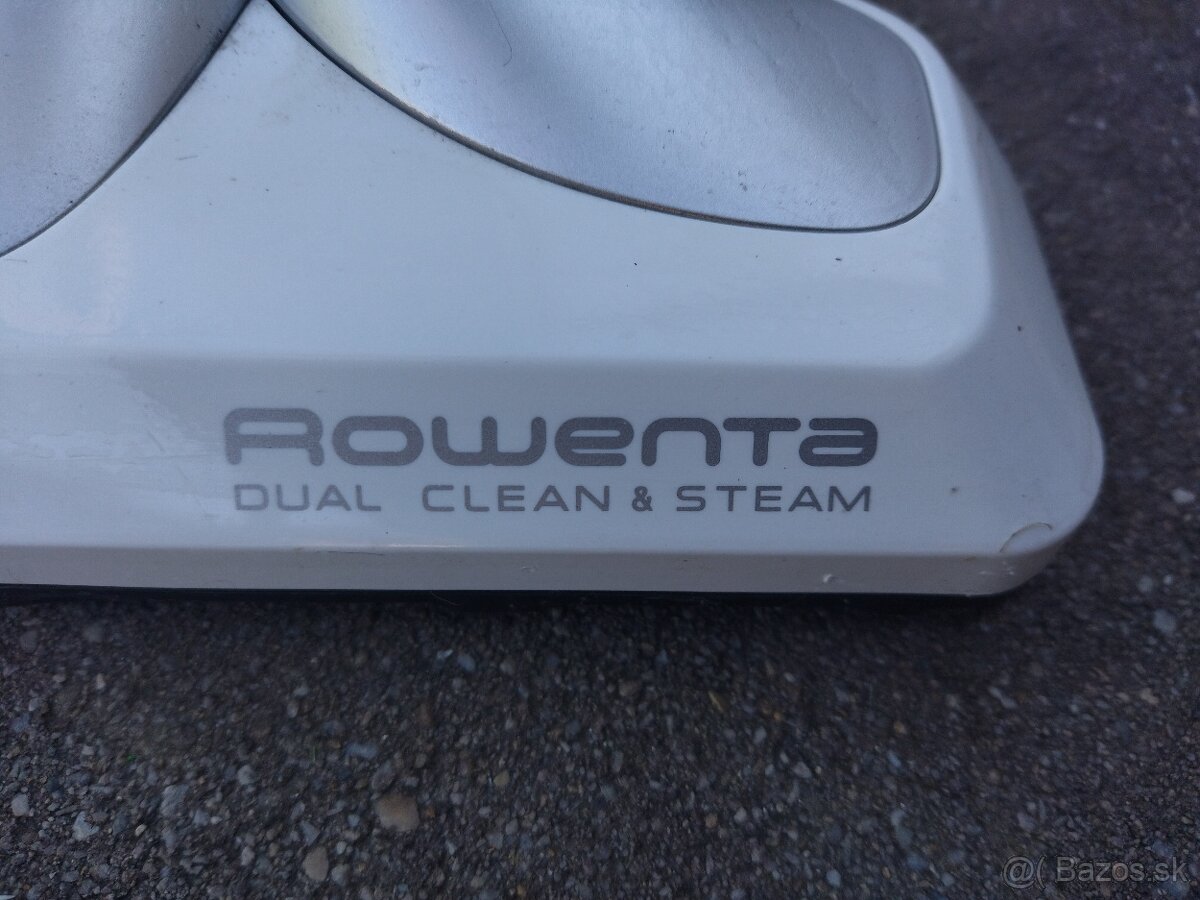 Rowenta
DUAL CLEAN & STEAM
@( Bazos.sk